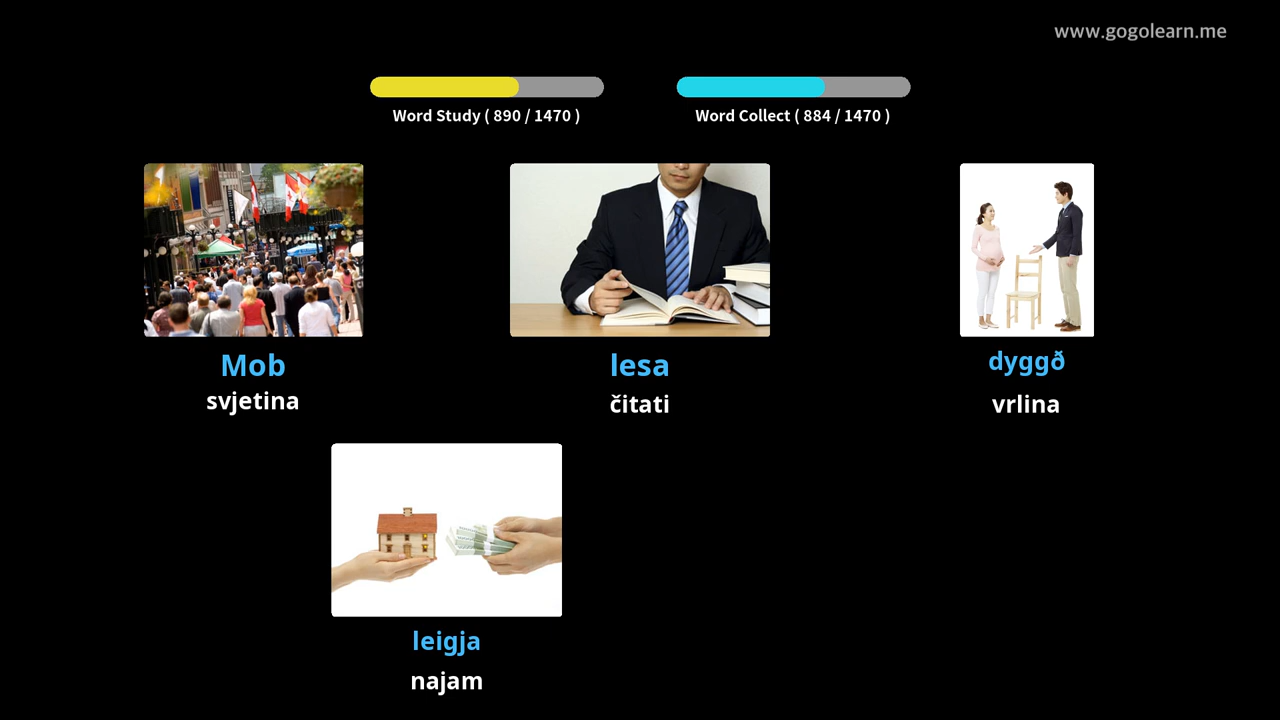 www.gogolearn.me
Word Study ( 890 / 1470 )
Word Collect ( 884 / 1470 )
Mob
svjetina
lesa
čitati
dyggð
vrlina
leigja
najam